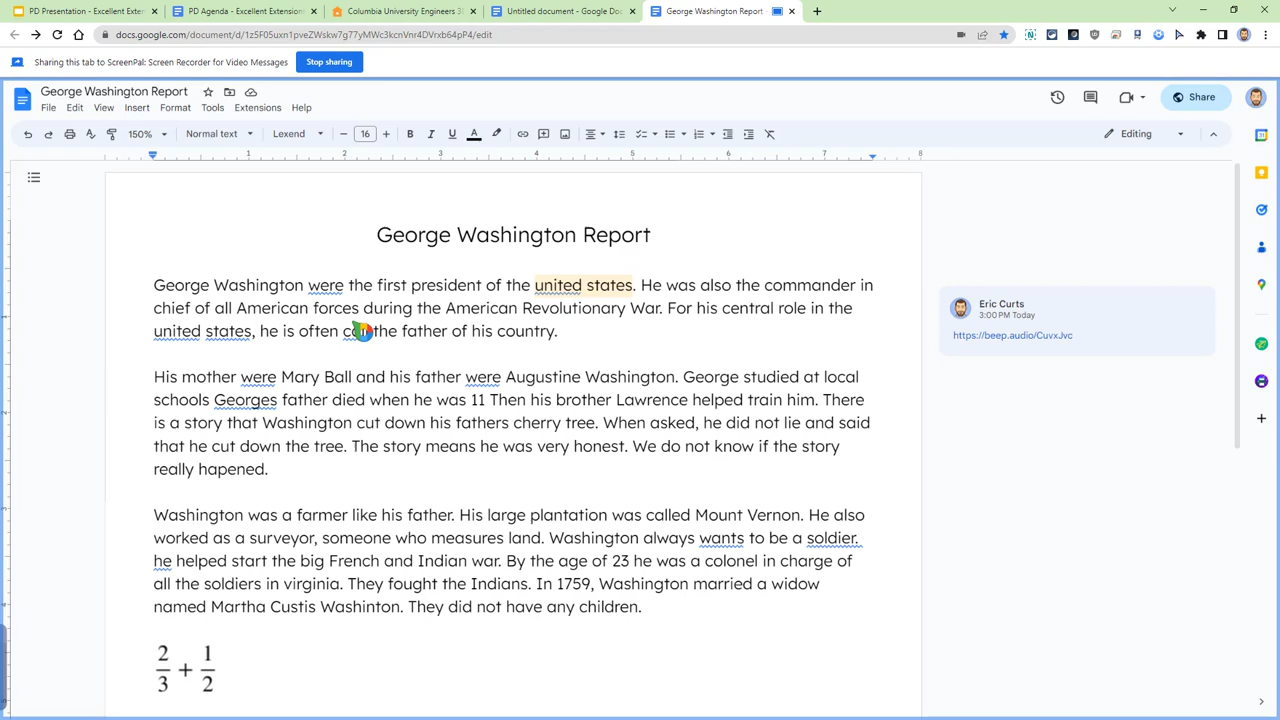 PD Presentation - Excellent Exter
PD Agenda - Excellent Extension
Columbia University Engineers 3
Untitled document - Google Doc
George Washington Report -
docs.google.com/document/d/1z5F05uxn1pveZWskw7g77yMWc3kcnVnr4DVrxb64pP4/edit
Sharing this tab to ScreenPal: Screen Recorder for Video Messages
Stop sharing
George Washington Report
File Edit View Insert Format Tools Extensions Help
Share
150% Normal text Lexend 16 B I U A Editing
1 2 3 4 5 6 7 8
George Washington Report
George Washington were the first president of the united states. He was also the commander in
chief of all American forces during the American Revolutionary War. For his central role in the
united states, he is often the father of his country.
His mother were Mary Ball and his father were Augustine Washington. George studied at local
schools Georges father died when he was 11 Then his brother Lawrence helped train him. There
is a story that Washington cut down his fathers cherry tree. When asked, he did not lie and said
that he cut down the tree. The story means he was very honest. We do not know if the story
really hapened.
Washington was a farmer like his father. His large plantation was called Mount Vernon. He also
worked as a surveyor, someone who measures land. Washington always wants to be a soldier.
he helped start the big French and Indian war. By the age of 23 he was a colonel in charge of
all the soldiers in virginia. They fought the Indians. In 1759, Washington married a widow
named Martha Custis Washinton. They did not have any children.
2/3 + 1/2
Eric Curts
3:00 PM Today
https://beep.audio/CuvxJvc